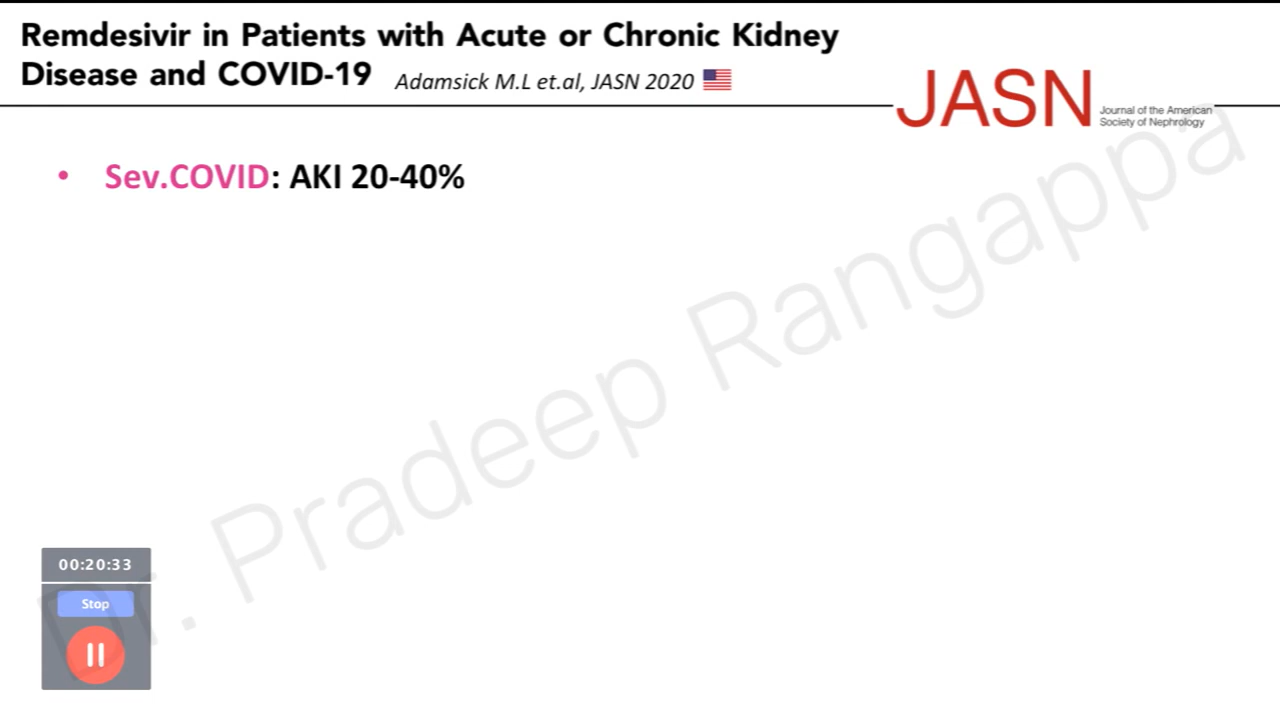 Remdesivir in Patients with Acute or Chronic Kidney
Disease and COVID-19 Adamsick M.L et.al, JASN 2020
JASN Journal of the American
Society of Nephrology
• Sev.COVID: AKI 20-40%
Dr. Pradeep Rangappa
00:20:33
Stop